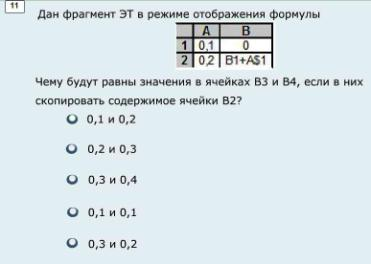 11
Дан фрагмент ЭТ в режиме отображения формулы
A B
1 0,1 0
2 0,2 B1+A$1
Чему будут равны значения в ячейках B3 и B4, если в них
скопировать содержимое ячейки B2?
0,1 и 0,2
0,2 и 0,3
0,3 и 0,4
0,1 и 0,1
0,3 и 0,2